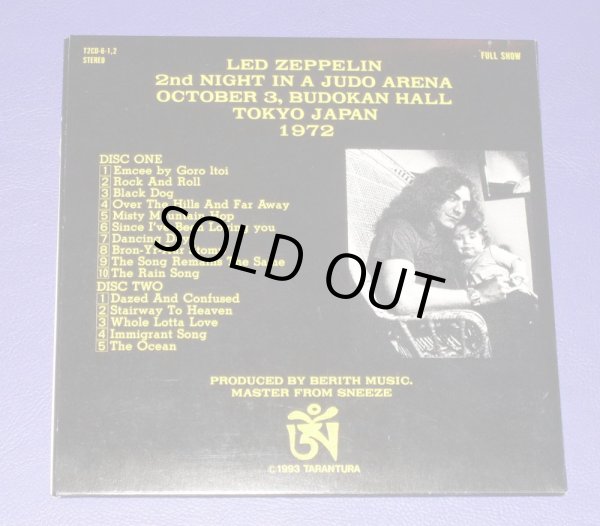 T2CD-6-1,2
STEREO
FULL SHOW
LED ZEPPELIN
2nd NIGHT IN A JUDO ARENA
OCTOBER 3, BUDOKAN HALL
TOKYO JAPAN
1972
DISC ONE
1 Emcee by Goro Itoi
2 Rock And Roll
3 Black Dog
4 Over The Hills And Far Away
5 Misty Mountain Hop
6 Since I've Been Loving you
7 Dancing
8 Bron-Yr-Aur Stomp
9 The Song Remains The Same
10 The Rain Song
DISC TWO
1 Dazed And Confused
2 Stairway To Heaven
3 Whole Lotta Love
4 Immigrant Song
5 The Ocean
SOLD OUT
PRODUCED BY BERITH MUSIC.
MASTER FROM SNEEZE
©1993 TARANTURA